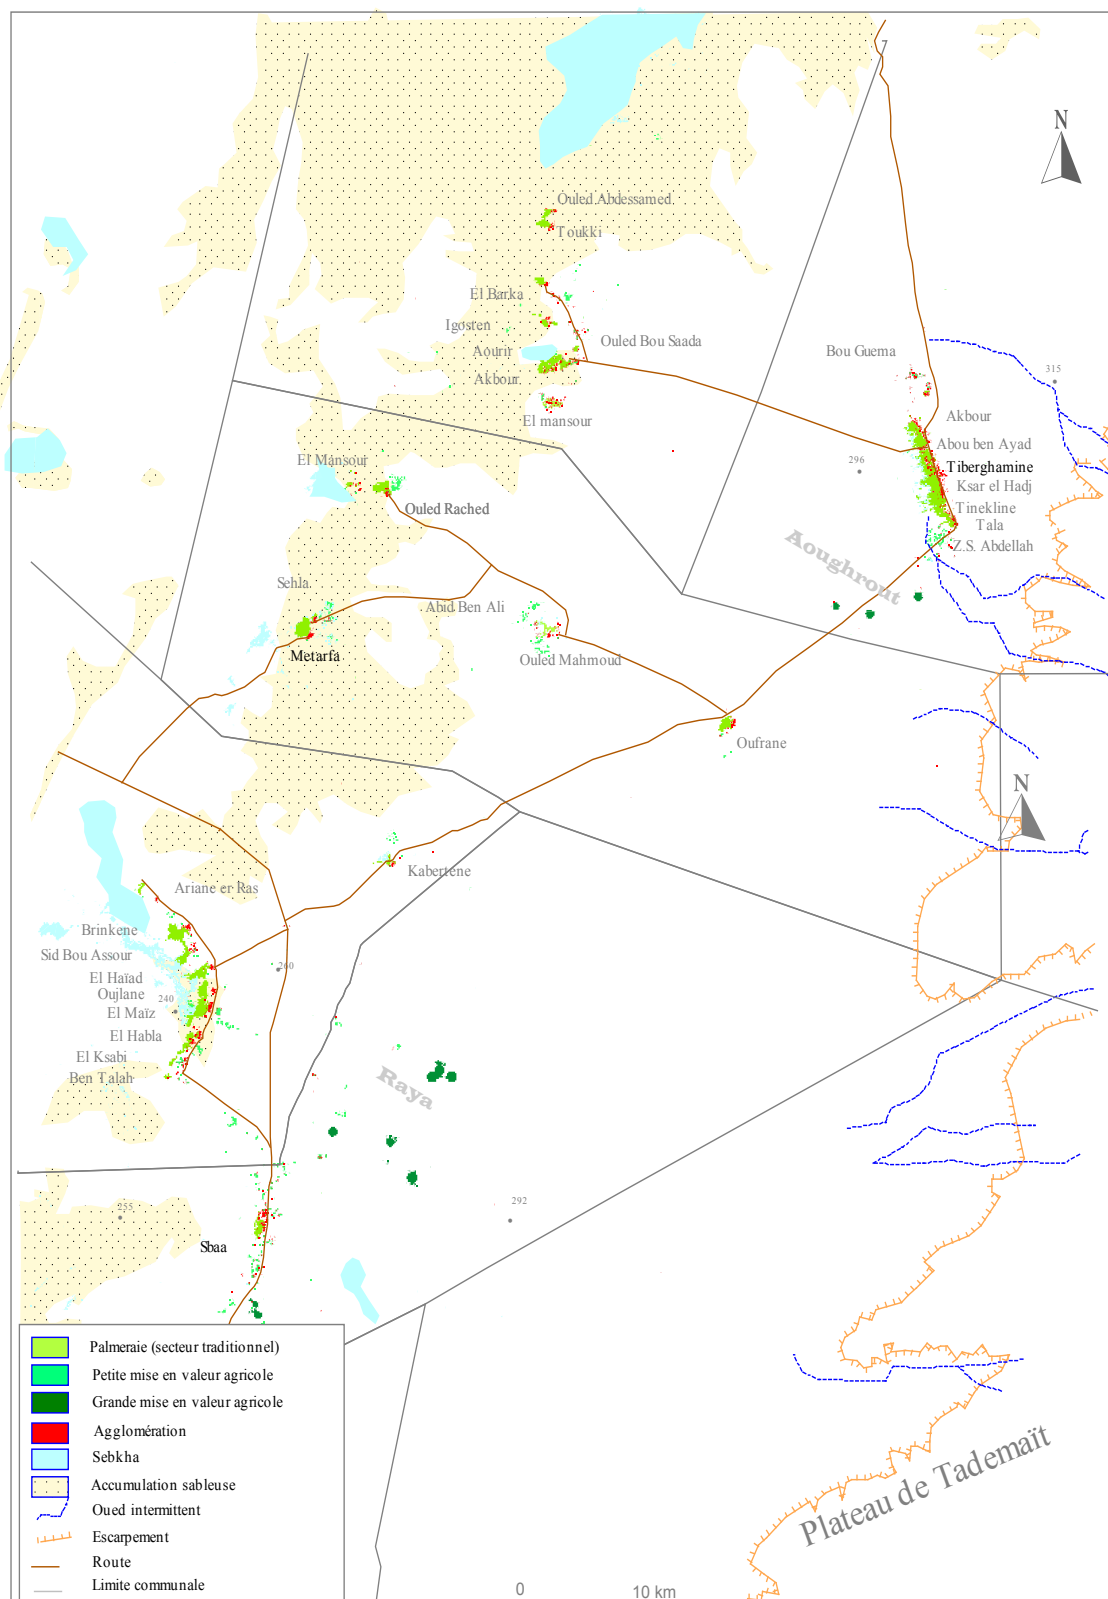 N
Ouled Abdessamed
Toukki
El Barka
Igosten
Ouled Bou Saada
Aourir
Akbour
El mansour
Bou Guema
315
Akbour
Abou ben Ayad
296
Tiberghamine
Ksar el Hadj
Tinekline
Tala
Z.S. Abdellah
Aoughrout
El Mansour
Ouled Rached
Sehla
Abid Ben Ali
Metarfa
Ouled Mahmoud
Oufrane
N
Kabertene
Ariane er Ras
Brinkene
Sid Bou Assour
260
El Haïad
Oujlane
240
El Maïz
El Habla
El Ksabi
Ben Talah
Raya
255
292
Sbaa
Palmeraie (secteur traditionnel)
Petite mise en valeur agricole
Grande mise en valeur agricole
Agglomération
Sebkha
Accumulation sableuse
Oued intermittent
Escarpement
Route
Limite communale
Plateau de Tademaït
0 10 km